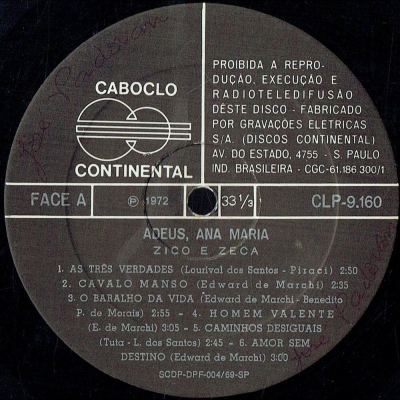 CABOCLO
CONTINENTAL
PROIBIDA A REPRO-
DUÇÃO, EXECUÇÃO E
RADIOTELEDIFUSÃO
DÊSTE DISCO - FABRICADO
POR GRAVAÇÕES ELETRICAS
S/A. (DISCOS CONTINENTAL)
AV. DO ESTADO, 4755 - S. PAULO
IND. BRASILEIRA - CGC-61.186.300/1
FACE A
Ⓟ 1972
33 1/3
CLP-9.160
ADEUS, ANA MARIA
ZICO E ZECA
1. AS TRÊS VERDADES (Lourival dos Santos - Piraci) 2:50
2. CAVALO MANSO (Edward de Marchi) 2:35
3. O BARALHO DA VIDA (Edward de Marchi - Benedito
P. de Morais) 2:55 - 4. HOMEM VALENTE
(E. de Marchi) 3:05 - 5. CAMINHOS DESIGUAIS
(Tuta - L. dos Santos) 2:45 - 6. AMOR SEM
DESTINO (Edward de Marchi) 3:00
SCDP-DPF-004/69-SP